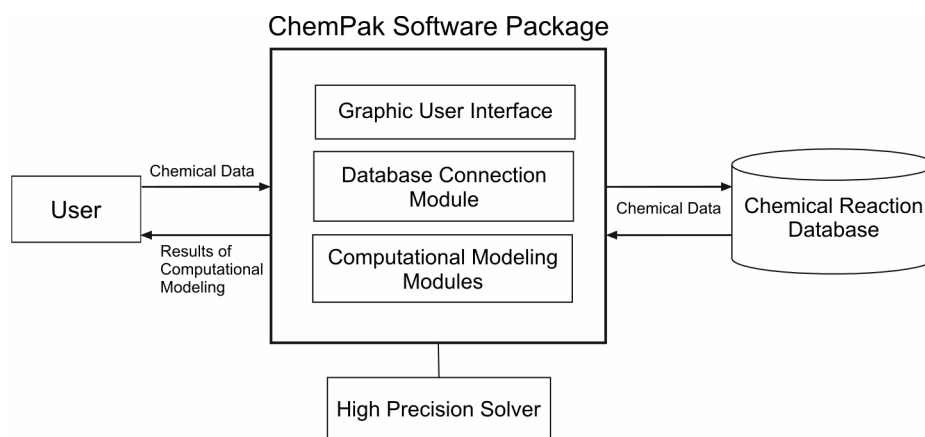 ChemPak Software Package
Graphic User Interface
Chemical Data
Database Connection
Module
User
Chemical Data
Chemical Reaction
Database
Results of
Computational
Modeling
Computational Modeling
Modules
High Precision Solver